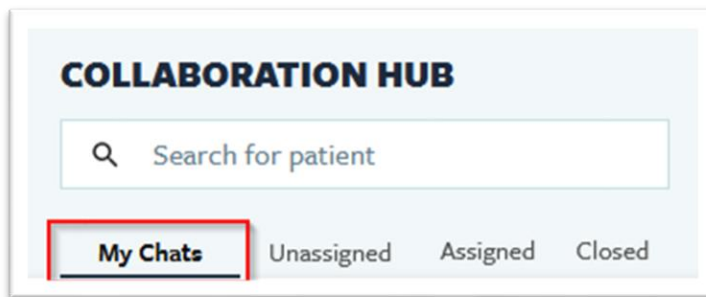 COLLABORATION HUB
Search for patient
My Chats Unassigned Assigned Closed